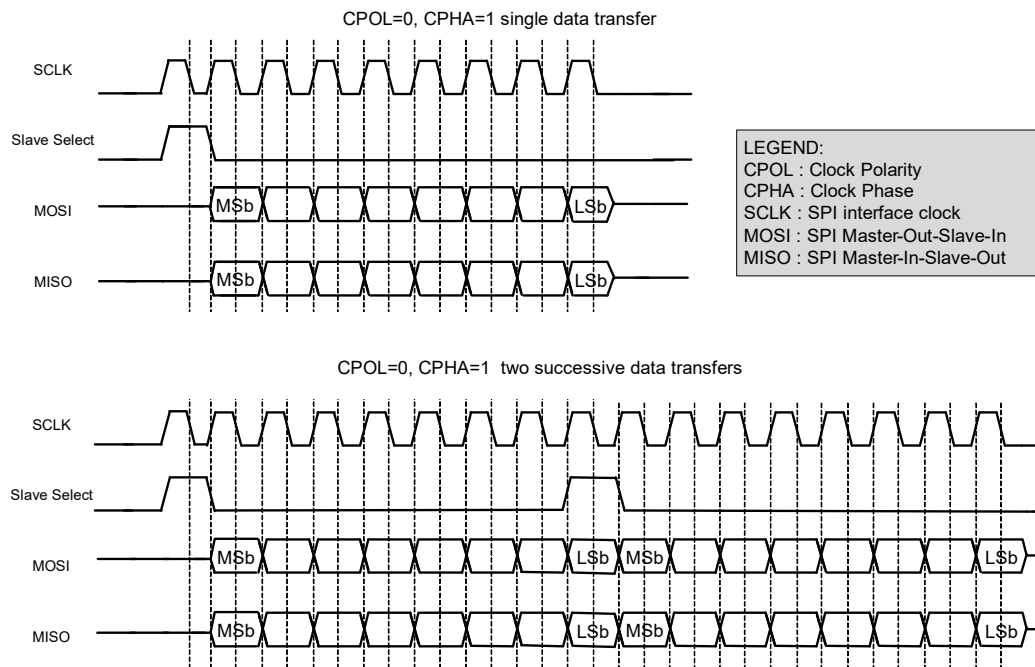 CPOL=0, CPHA=1 single data transfer
SCLK
Slave Select
MOSI
MSb
LSb
MISO
MSb
LSb
LEGEND:
CPOL : Clock Polarity
CPHA : Clock Phase
SCLK : SPI interface clock
MOSI : SPI Master-Out-Slave-In
MISO : SPI Master-In-Slave-Out
CPOL=0, CPHA=1 two successive data transfers
SCLK
Slave Select
MOSI
MSb
LSb
MSb
LSb
MISO
MSb
LSb
MSb
LSb